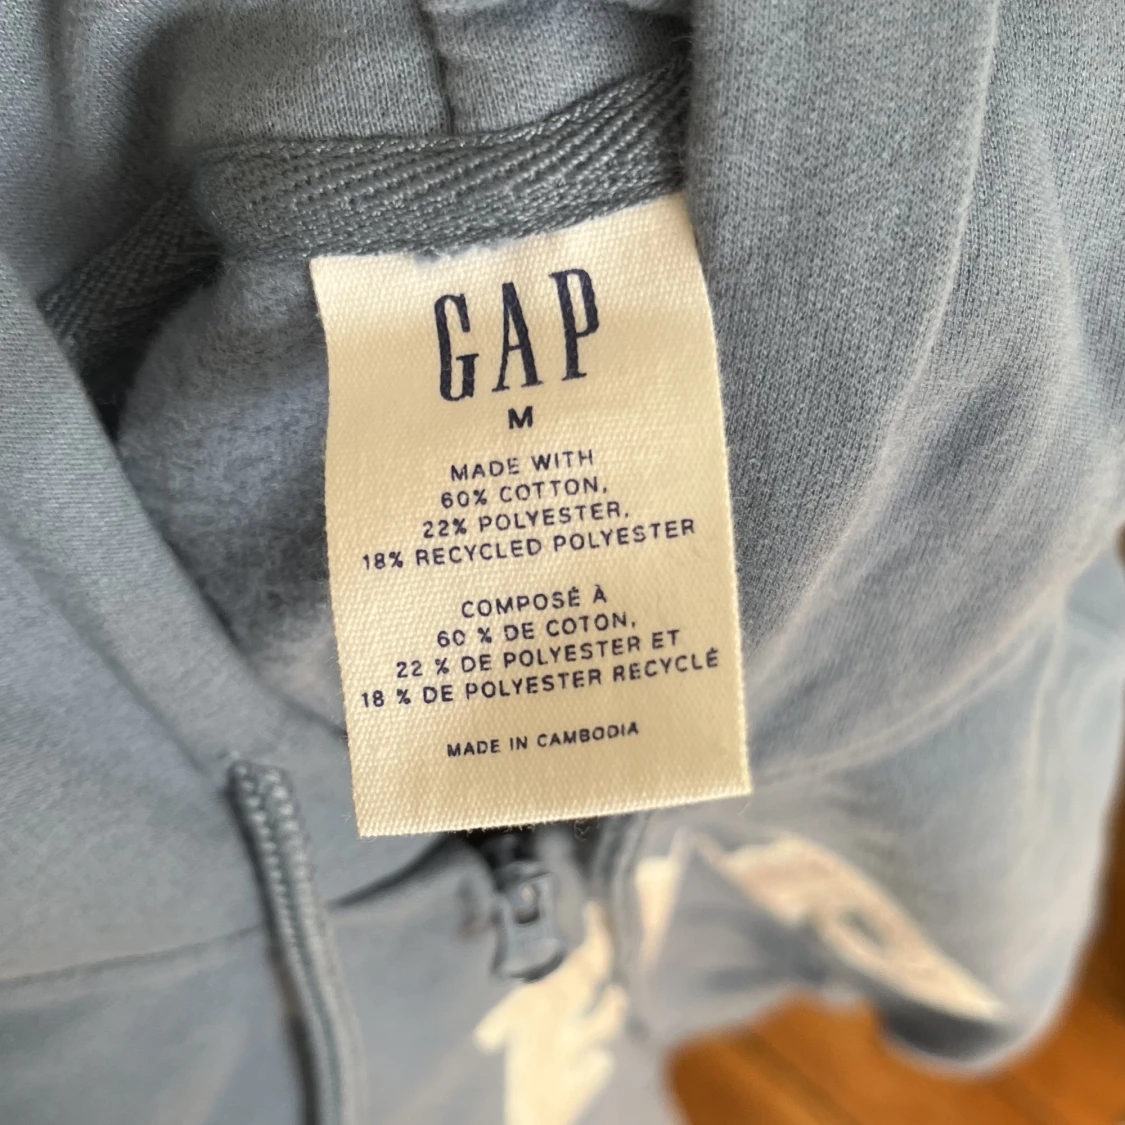 GAP
M
MADE WITH
60% COTTON,
22% POLYESTER,
18% RECYCLED POLYESTER
COMPOSÉ À
60 % DE COTON,
22 % DE POLYESTER ET
18 % DE POLYESTER RECYCLÉ
MADE IN CAMBODIA